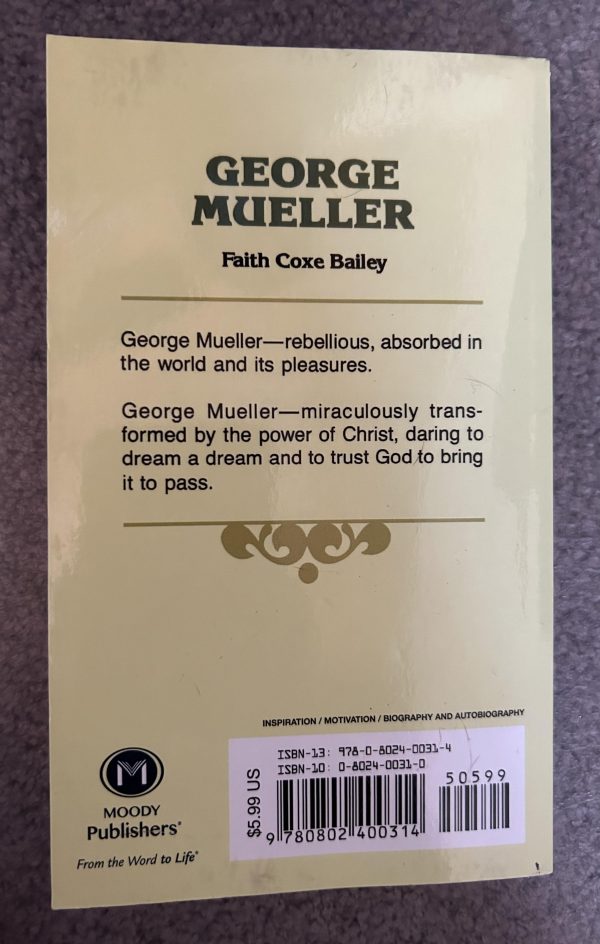 GEORGE
MUELLER
Faith Coxe Bailey
George Mueller—rebellious, absorbed in
the world and its pleasures.
George Mueller—miraculously trans-
formed by the power of Christ, daring to
dream a dream and to trust God to bring
it to pass.
INSPIRATION / MOTIVATION / BIOGRAPHY AND AUTOBIOGRAPHY
ISBN-13: 978-0-8024-0031-4
ISBN-10: 0-8024-0031-0
50599
$5.99 US
9 780802 400314
MOODY
Publishers®
From the Word to Life®